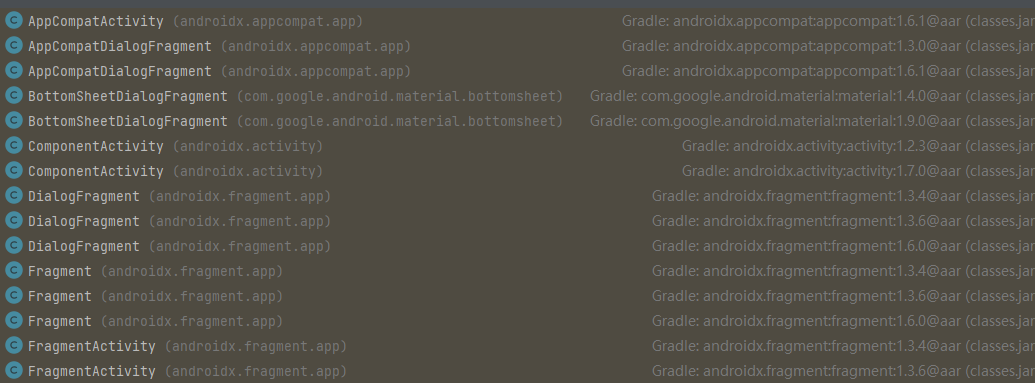 C AppCompatActivity (androidx.appcompat.app) Gradle: androidx.appcompat:appcompat:1.6.1@aar (classes.jar
C AppCompatDialogFragment (androidx.appcompat.app) Gradle: androidx.appcompat:appcompat:1.3.0@aar (classes.jar
C AppCompatDialogFragment (androidx.appcompat.app) Gradle: androidx.appcompat:appcompat:1.6.1@aar (classes.jar
C BottomSheetDialogFragment (com.google.android.material.bottomsheet) Gradle: com.google.android.material:material:1.4.0@aar (classes.jar
C BottomSheetDialogFragment (com.google.android.material.bottomsheet) Gradle: com.google.android.material:material:1.9.0@aar (classes.jar
C ComponentActivity (androidx.activity) Gradle: androidx.activity:activity:1.2.3@aar (classes.jar
C ComponentActivity (androidx.activity) Gradle: androidx.activity:activity:1.7.0@aar (classes.jar
C DialogFragment (androidx.fragment.app) Gradle: androidx.fragment:fragment:1.3.4@aar (classes.jar
C DialogFragment (androidx.fragment.app) Gradle: androidx.fragment:fragment:1.3.6@aar (classes.jar
C DialogFragment (androidx.fragment.app) Gradle: androidx.fragment:fragment:1.6.0@aar (classes.jar
C Fragment (androidx.fragment.app) Gradle: androidx.fragment:fragment:1.3.4@aar (classes.jar
C Fragment (androidx.fragment.app) Gradle: androidx.fragment:fragment:1.3.6@aar (classes.jar
C Fragment (androidx.fragment.app) Gradle: androidx.fragment:fragment:1.6.0@aar (classes.jar
C FragmentActivity (androidx.fragment.app) Gradle: androidx.fragment:fragment:1.3.4@aar (classes.jar
C FragmentActivity (androidx.fragment.app) Gradle: androidx.fragment:fragment:1.3.6@aar (classes.jar